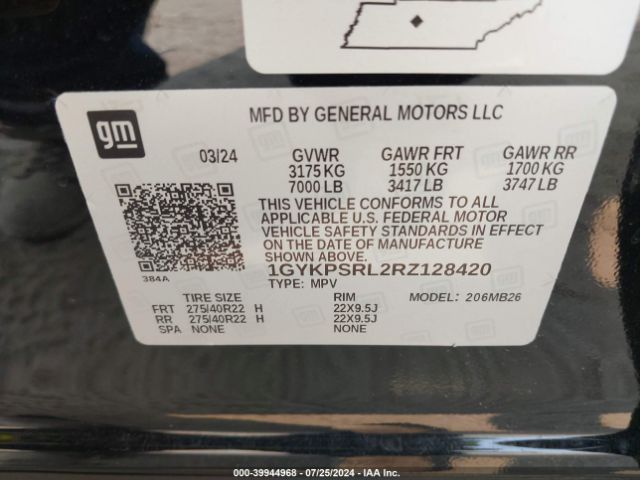 gm
MFD BY GENERAL MOTORS LLC
03/24 GVWR GAWR FRT GAWR RR
3175 KG 1550 KG 1700 KG
7000 LB 3417 LB 3747 LB
THIS VEHICLE CONFORMS TO ALL
APPLICABLE U.S. FEDERAL MOTOR
VEHICLE SAFETY STANDARDS IN EFFECT
ON THE DATE OF MANUFACTURE
SHOWN ABOVE.
1GYKPSRL2RZ128420
384A
TYPE: MPV
TIRE SIZE RIM MODEL: 206MB26
FRT 275/40R22 H 22X9.5J
RR 275/40R22 H 22X9.5J
SPA NONE NONE
000-39944968 - 07/25/2024 - IAA Inc.